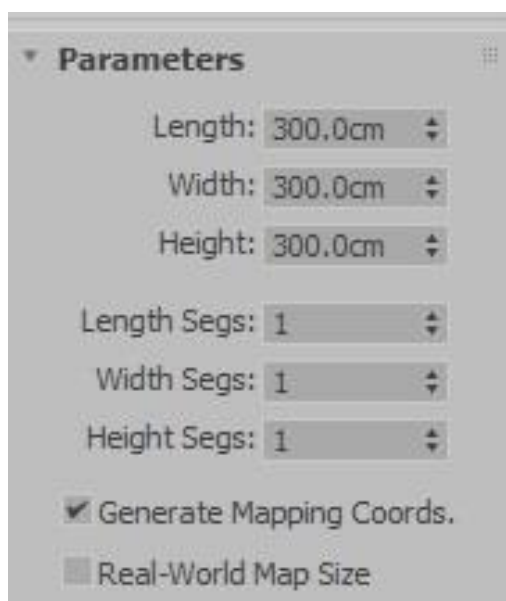 Parameters
Length: 300.0cm
Width: 300.0cm
Height: 300.0cm
Length Segs: 1
Width Segs: 1
Height Segs: 1
Generate Mapping Coords.
Real-World Map Size